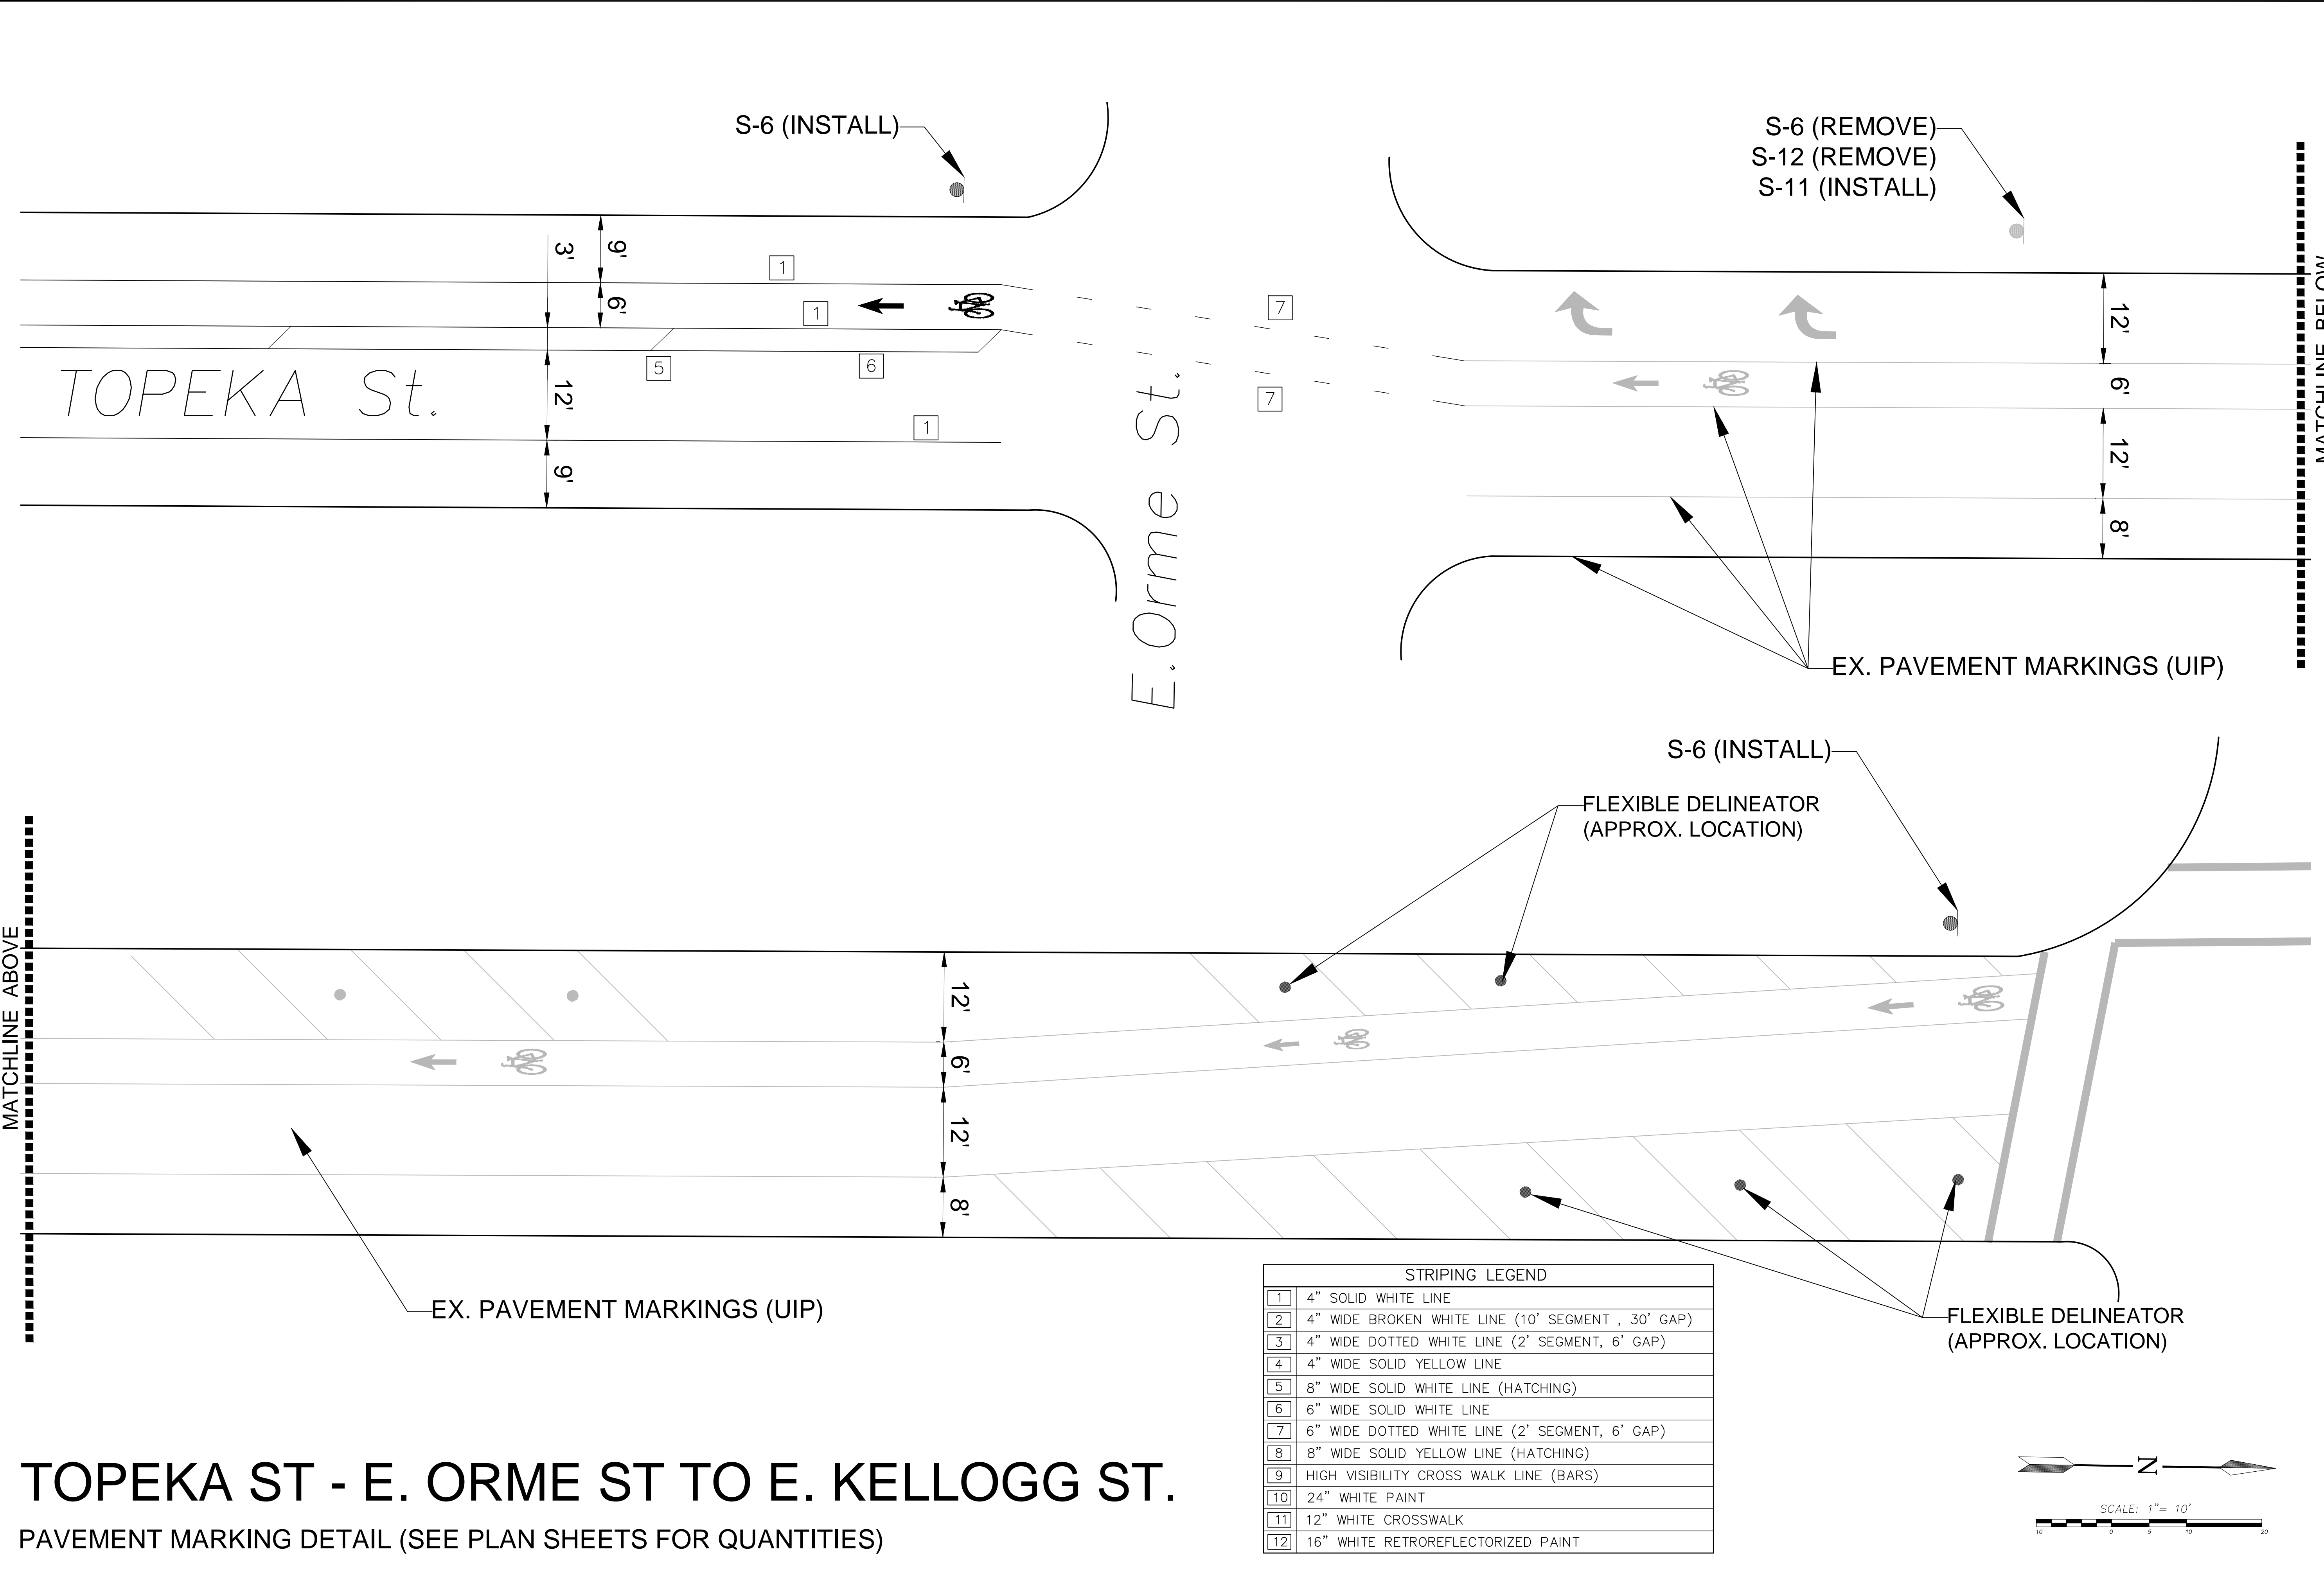 S-6 (INSTALL)
S-6 (REMOVE)
S-12 (REMOVE)
S-11 (INSTALL)
3'
9'
6'
12'
9'
1
1
5
6
1
7
7
TOPEKA St.
E. Orme St.
12'
6'
12'
8'
MATCHLINE BELOW
EX. PAVEMENT MARKINGS (UIP)
S-6 (INSTALL)
FLEXIBLE DELINEATOR
(APPROX. LOCATION)
MATCHLINE ABOVE
12'
6'
12'
8'
EX. PAVEMENT MARKINGS (UIP)
FLEXIBLE DELINEATOR
(APPROX. LOCATION)
STRIPING LEGEND
1 4" SOLID WHITE LINE
2 4" WIDE BROKEN WHITE LINE (10' SEGMENT , 30' GAP)
3 4" WIDE DOTTED WHITE LINE (2' SEGMENT, 6' GAP)
4 4" WIDE SOLID YELLOW LINE
5 8" WIDE SOLID WHITE LINE (HATCHING)
6 6" WIDE SOLID WHITE LINE
7 6" WIDE DOTTED WHITE LINE (2' SEGMENT, 6' GAP)
8 8" WIDE SOLID YELLOW LINE (HATCHING)
9 HIGH VISIBILITY CROSS WALK LINE (BARS)
10 24" WHITE PAINT
11 12" WHITE CROSSWALK
12 16" WHITE RETROREFLECTORIZED PAINT
TOPEKA ST - E. ORME ST TO E. KELLOGG ST.
PAVEMENT MARKING DETAIL (SEE PLAN SHEETS FOR QUANTITIES)
N
SCALE: 1"= 10'
10 0 5 10 20